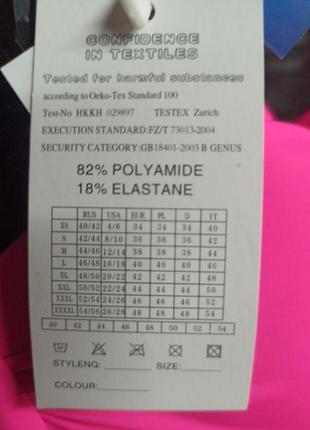 CONFIDENCE
IN TEXTILES
Tested for harmful substances
according to Oeko-Tex Standard 100
Test-No HKKH 029897 TESTEX Zurich
EXECUTION STANDARD:FZ/T 73013-2004
SECURITY CATEGORY:GB18401-2003 B GENUS
82% POLYAMIDE
18% ELASTANE
RUS USA EUR PL D IT
XS 40/42 4/6 34 34 34 40
S 42/44 8/10 36 36 36 42
M 44/46 12/14 38 38 38 44
L 46/48 16/18 40 40 40 46
XL 48/50 20/22 42 42 42 48
XXL 50/52 22/24 44 44 44 50
XXXL 52/54 24/26 46 46 46 52
XXXXL 54/56 26/28 48 48 48 54
40 42 44 46 48 50 52 54
STYLENQ: SIZE:
COLOUR: